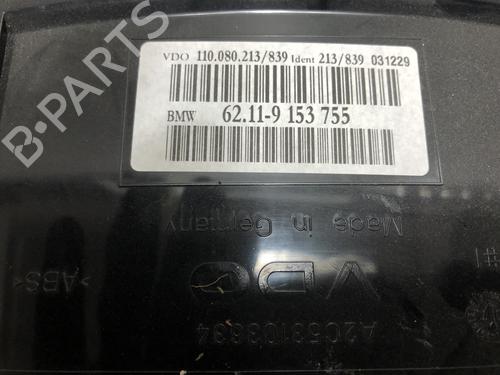 B-PARTS
VDO 110.080.213/839 Ident 213/839 031229
BMW 62.11-9 153 755
Made in Germany
>ABS<
VDO
A2C53103834